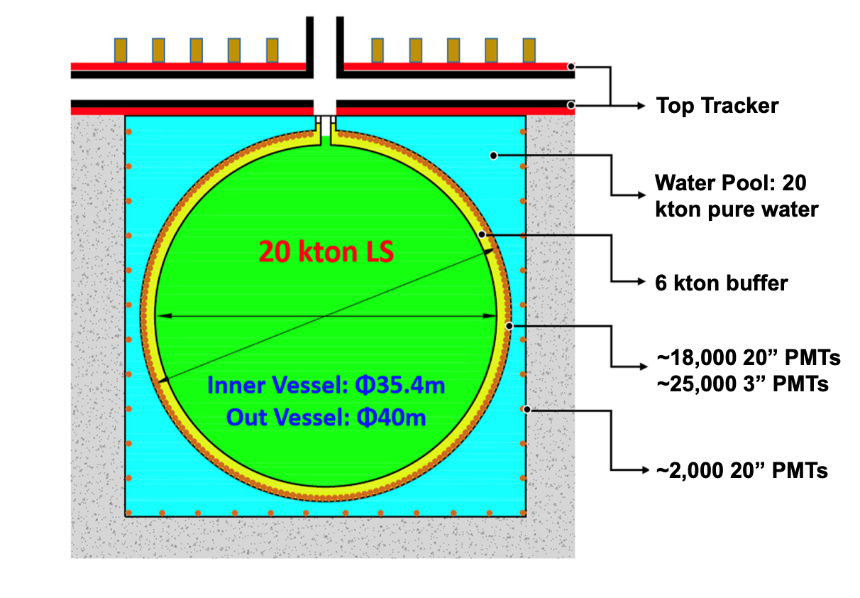 Top Tracker
Water Pool: 20
kton pure water
20 kton LS
6 kton buffer
~18,000 20” PMTs
~25,000 3” PMTs
Inner Vessel: Φ35.4m
Out Vessel: Φ40m
~2,000 20” PMTs